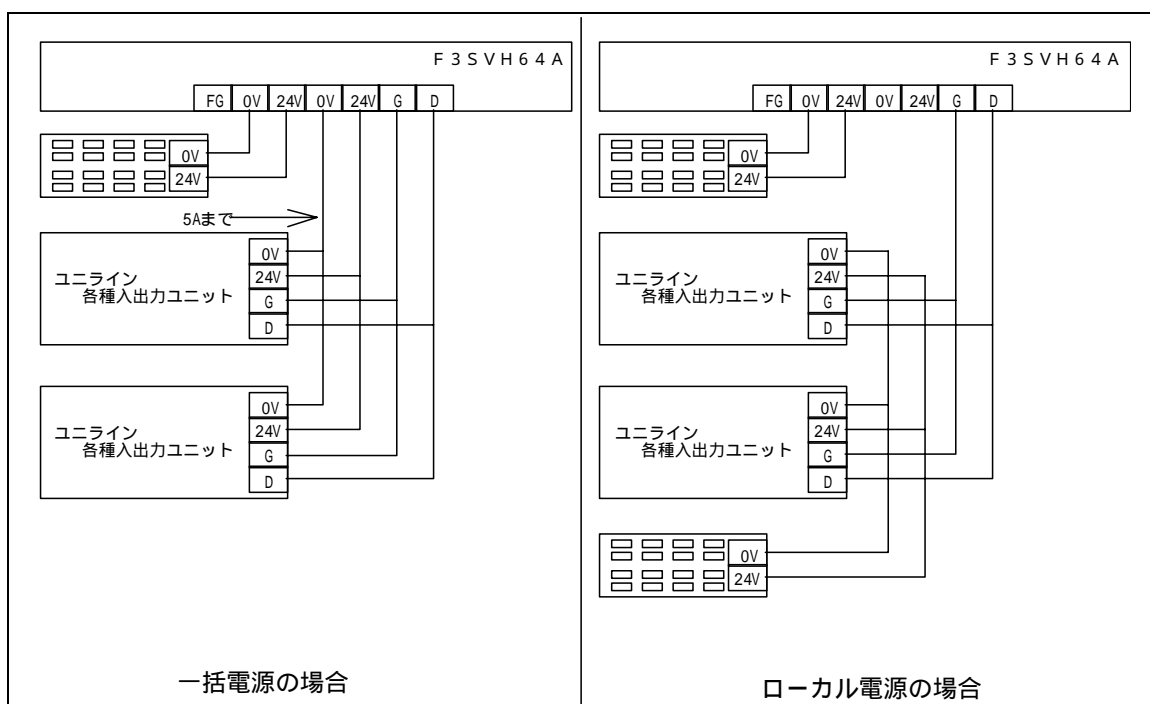 F3SVH64A
FG 0V 24V 0V 24V G D
0V
24V
5Aまで
ユニライン
各種入出力ユニット
0V
24V
G
D
ユニライン
各種入出力ユニット
0V
24V
G
D
一括電源の場合
F3SVH64A
FG 0V 24V 0V 24V G D
0V
24V
ユニライン
各種入出力ユニット
0V
24V
G
D
ユニライン
各種入出力ユニット
0V
24V
G
D
0V
24V
ローカル電源の場合